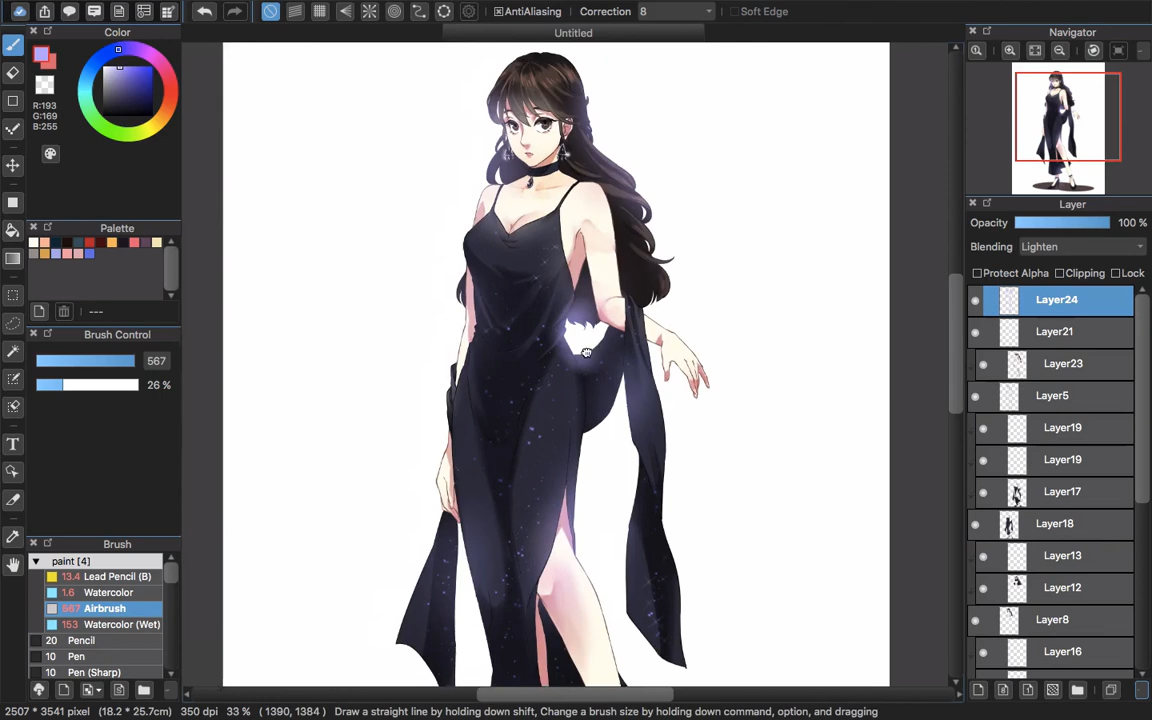 AntiAliasing Correction 8 Soft Edge
Untitled
Color
R:193
G:169
B:255
Palette
---
Brush Control
567
26 %
Brush
paint [4]
13.4 Lead Pencil (B)
1.6 Watercolor
567 Airbrush
153 Watercolor (Wet)
20 Pencil
10 Pen
10 Pen (Sharp)
Navigator
Layer
Opacity 100 %
Blending Lighten
Protect Alpha Clipping Lock
Layer24
Layer21
Layer23
Layer5
Layer19
Layer19
Layer17
Layer18
Layer13
Layer12
Layer8
Layer16
2507 * 3541 pixel (18.2 * 25.7cm) 350 dpi 33 % ( 1390, 1384 ) Draw a straight line by holding down shift, Change a brush size by holding down command, option, and dragging